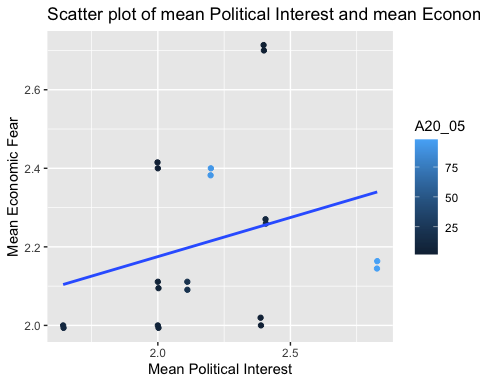 Scatter plot of mean Political Interest and mean Econom
2.6
2.4
2.2
2.0
Mean Economic Fear
2.0 2.5
Mean Political Interest
A20_05
75
50
25